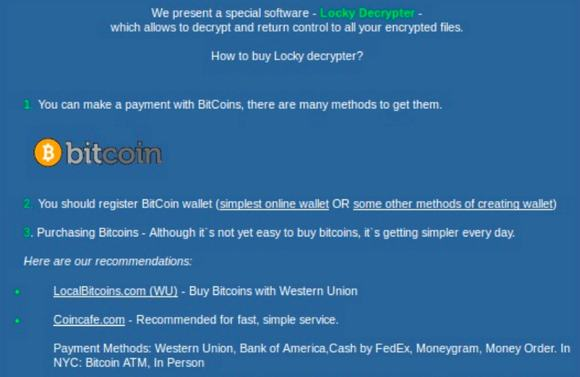 We present a special software - Locky Decrypter -
which allows to decrypt and return control to all your encrypted files.
How to buy Locky decrypter?
1. You can make a payment with BitCoins, there are many methods to get them.
bitcoin
2. You should register BitCoin wallet (simplest online wallet OR some other methods of creating wallet)
3. Purchasing Bitcoins - Although it`s not yet easy to buy bitcoins, it`s getting simpler every day.
Here are our recommendations:
LocalBitcoins.com (WU) - Buy Bitcoins with Western Union
Coincafe.com - Recommended for fast, simple service.
Payment Methods: Western Union, Bank of America,Cash by FedEx, Moneygram, Money Order. In
NYC: Bitcoin ATM, In Person